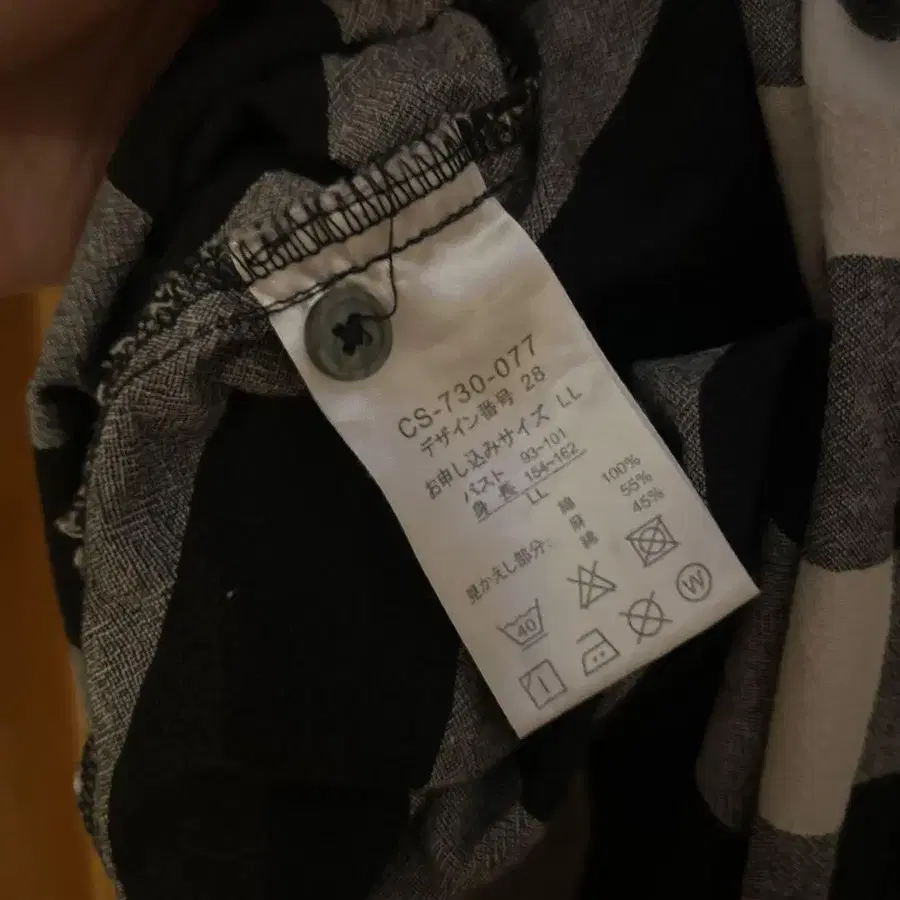 CS-730-077
デザイン番号 28
お申し込みサイズ LL
バスト 93~101
身長 154~162
LL
綿 100%
見かえし部分: 麻 55%
綿 45%
40
W